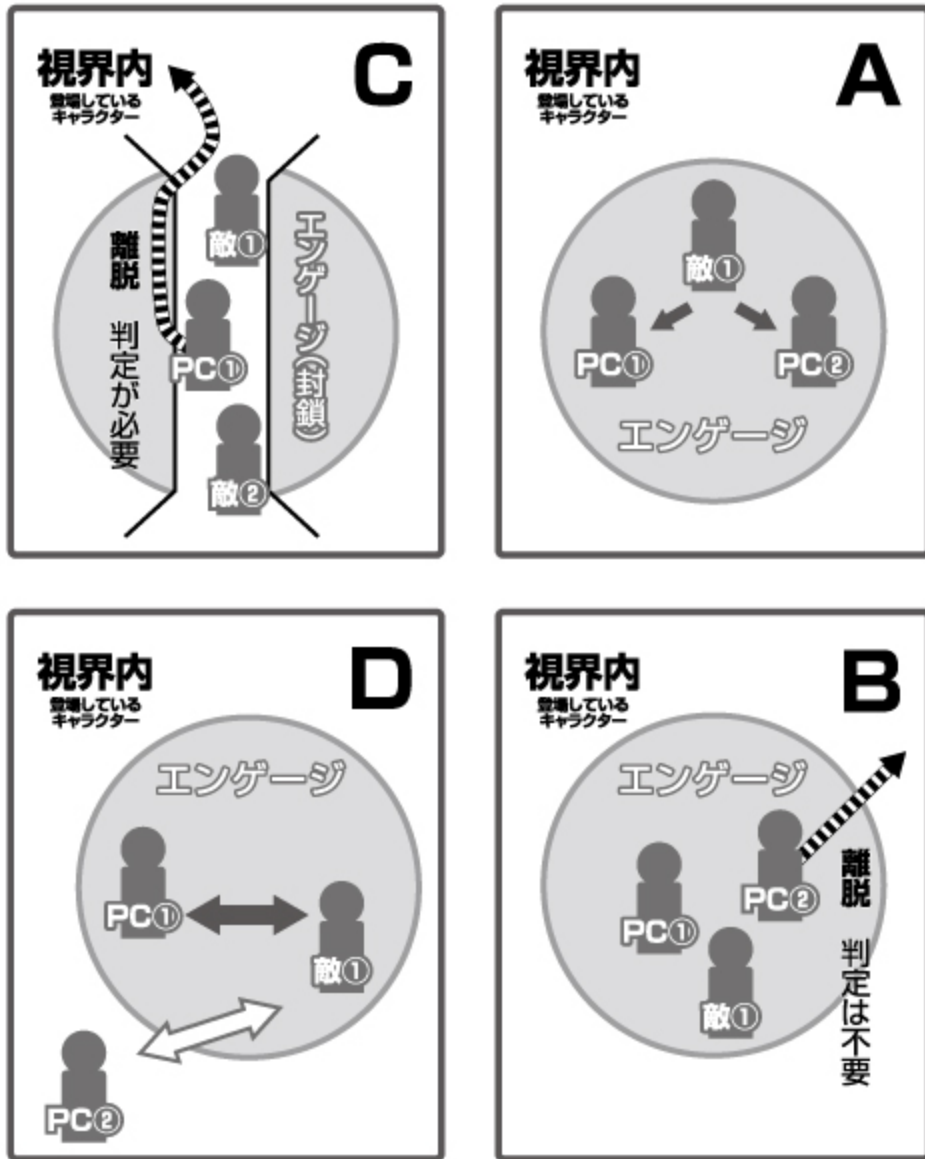 A
視界内
登場している
キャラクター
敵①
PC①
PC②
エンゲージ
B
視界内
登場している
キャラクター
エンゲージ
PC①
PC②
敵①
離脱 判定は不要
C
視界内
登場している
キャラクター
敵①
PC①
敵②
エンゲージ(封鎖)
離脱 判定が必要
D
視界内
登場している
キャラクター
エンゲージ
PC①
敵①
PC②